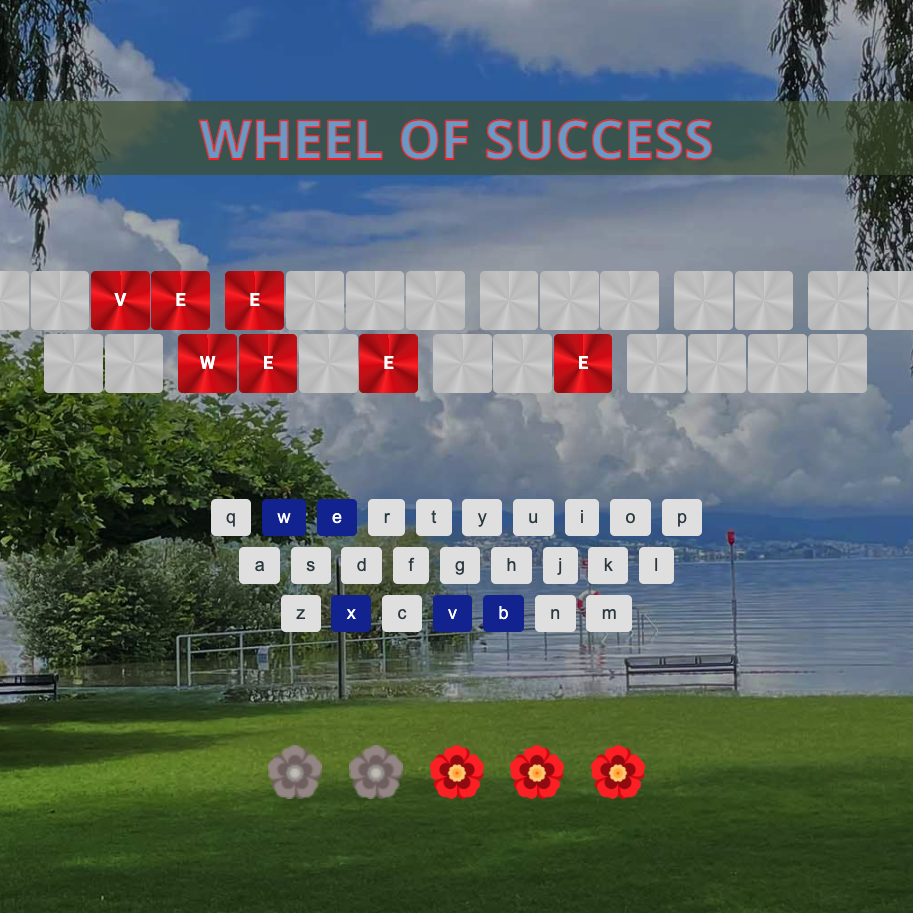 WHEEL OF SUCCESS
V E E
W E E E
q w e r t y u i o p
a s d f g h j k l
z x c v b n m